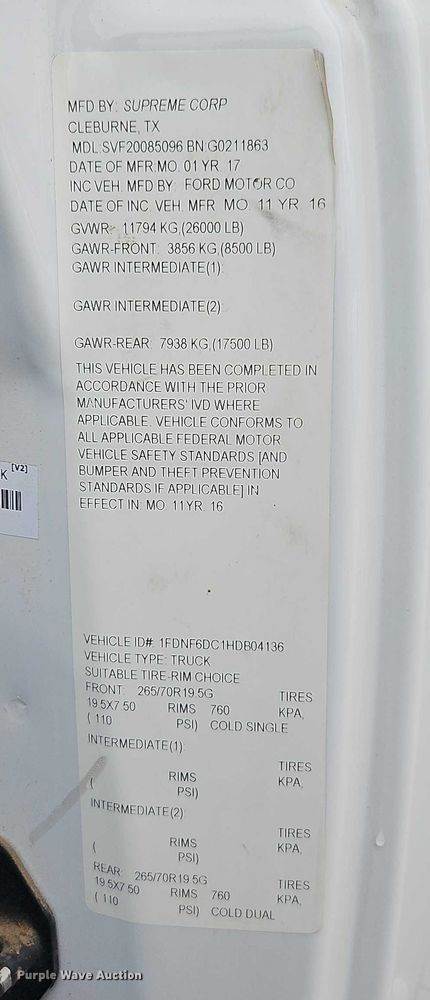 MFD BY: SUPREME CORP
CLEBURNE, TX
MDL:SVF20085096 BN:G0211863
DATE OF MFR:MO. 01 YR. 17
INC VEH. MFD BY: FORD MOTOR CO
DATE OF INC. VEH. MFR. MO. 11 YR. 16
GVWR: 11794 KG,(26000 LB)
GAWR-FRONT: 3856 KG,(8500 LB)
GAWR INTERMEDIATE(1):
GAWR INTERMEDIATE(2):
GAWR-REAR: 7938 KG,(17500 LB)
THIS VEHICLE HAS BEEN COMPLETED IN
ACCORDANCE WITH THE PRIOR
MANUFACTURERS' IVD WHERE
APPLICABLE. VEHICLE CONFORMS TO
ALL APPLICABLE FEDERAL MOTOR
VEHICLE SAFETY STANDARDS [AND
BUMPER AND THEFT PREVENTION
STANDARDS IF APPLICABLE] IN
EFFECT IN: MO. 11YR. 16
K [V2]
VEHICLE ID# 1FDNF6DC1HDB04136
VEHICLE TYPE: TRUCK
SUITABLE TIRE-RIM CHOICE
FRONT: 265/70R19.5G TIRES
19.5X7.50 RIMS 760 KPA,
( 110 PSI) COLD SINGLE
INTERMEDIATE(1):
TIRES
RIMS KPA,
( PSI)
INTERMEDIATE(2):
TIRES
RIMS KPA,
( PSI)
REAR: 265/70R19.5G TIRES
19.5X7.50 RIMS 760 KPA,
( 110 PSI) COLD DUAL
Purple Wave Auction